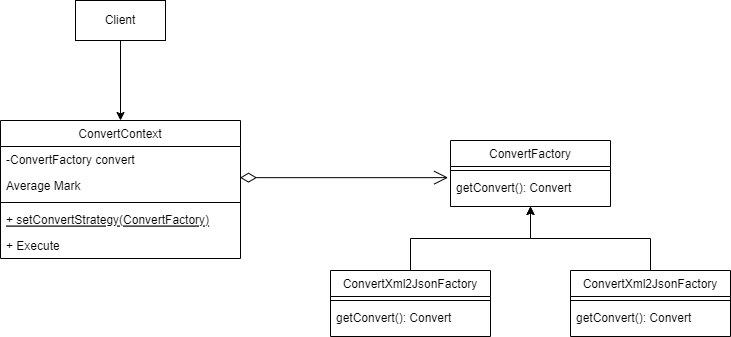 Client
ConvertContext
-ConvertFactory convert
Average Mark
+ setConvertStrategy(ConvertFactory)
+ Execute
ConvertFactory
getConvert(): Convert
ConvertXml2JsonFactory
getConvert(): Convert
ConvertXml2JsonFactory
getConvert(): Convert